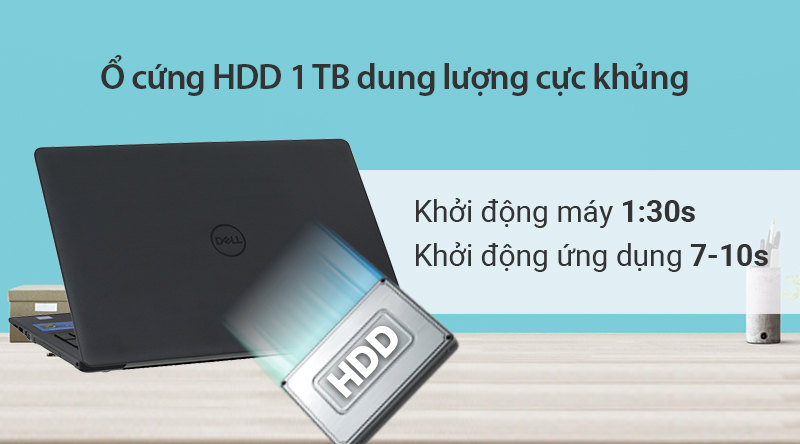 Ổ cứng HDD 1 TB dung lượng cực khủng
Khởi động máy 1:30s
Khởi động ứng dụng 7-10s
DELL
HDD